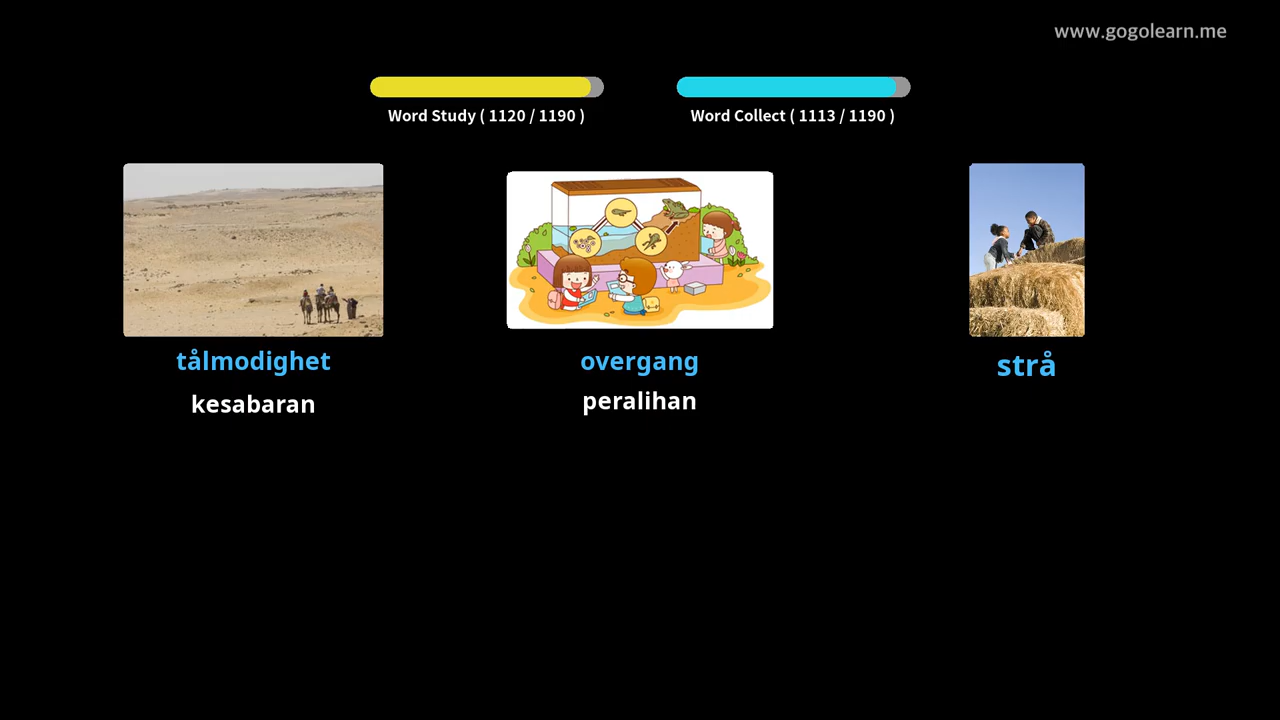 www.gogolearn.me
Word Study ( 1120 / 1190 )
Word Collect ( 1113 / 1190 )
tålmodighet
kesabaran
overgang
peralihan
strå